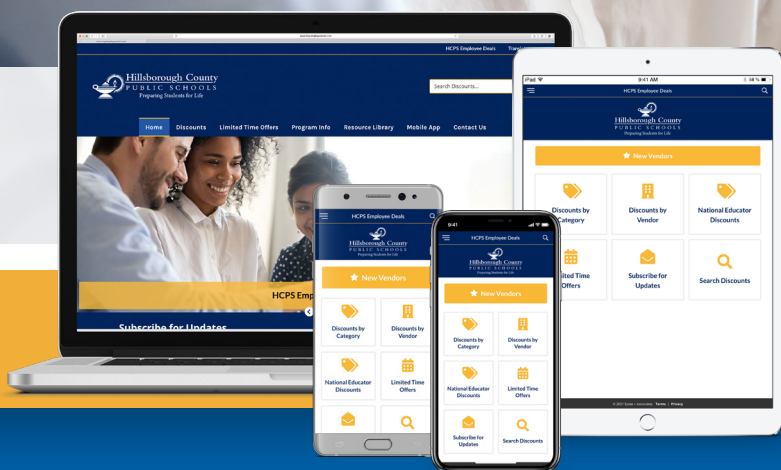 HCPS Employee Deals
Hillsborough County
PUBLIC SCHOOLS
Preparing Students for Life
Search Discounts...
Home Discounts Limited Time Offers Program Info Resource Library Mobile App Contact Us
HCPS Emp
Subscribe for Updates
HCPS Employee Deals
Hillsborough County
PUBLIC SCHOOLS
Preparing Students for Life
New Vendors
Discounts by
Category
Discounts by
Vendor
National Educator
Discounts
Limited Time
Offers
9:41
HCPS Employee Deals
Hillsborough County
PUBLIC SCHOOLS
Preparing Students for Life
New Vendors
Discounts by
Category
Discounts by
Vendor
National Educator
Discounts
Limited Time
Offers
Subscribe for
Updates
Search Discounts
iPad 9:41 AM
HCPS Employee Deals
Hillsborough County
PUBLIC SCHOOLS
Preparing Students for Life
New Vendors
Discounts by
Category
Discounts by
Vendor
National Educator
Discounts
ited Time
Offers
Subscribe for
Updates
Search Discounts
Terms | Privacy